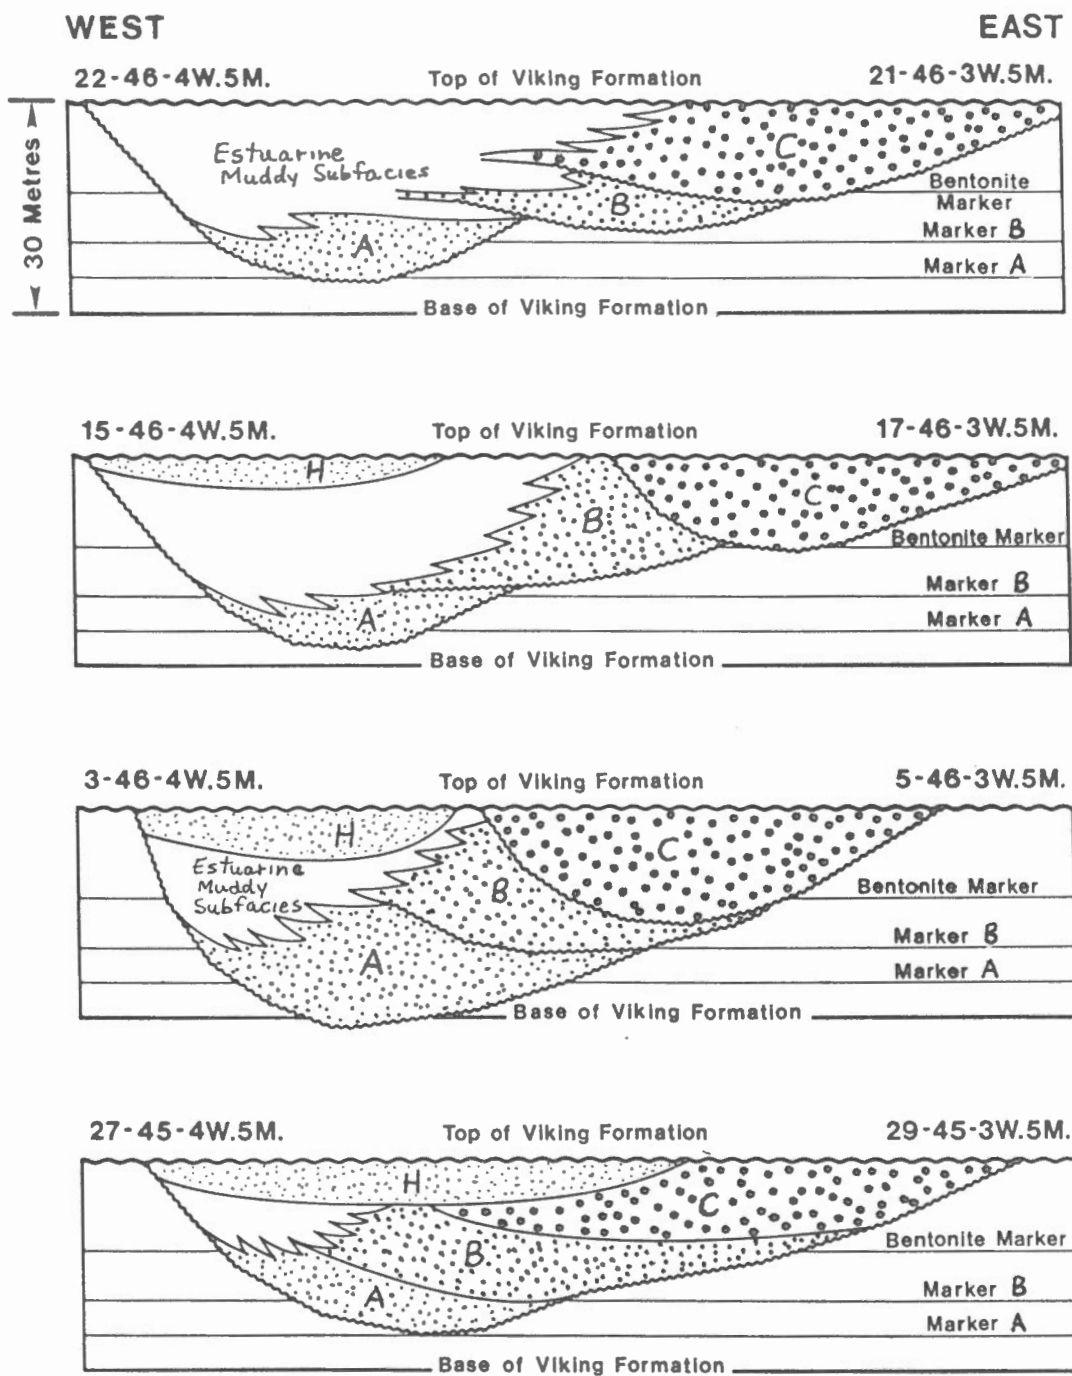 WEST EAST
22-46-4W.5M. Top of Viking Formation 21-46-3W.5M.
30 Metres
Estuarine
Muddy Subfacies
C
Bentonite
Marker
B
Marker B
A
Marker A
Base of Viking Formation
15-46-4W.5M. Top of Viking Formation 17-46-3W.5M.
H
C
B
Bentonite Marker
Marker B
A
Marker A
Base of Viking Formation
3-46-4W.5M. Top of Viking Formation 5-46-3W.5M.
H
C
Estuarine
Muddy
Subfacies
B
Bentonite Marker
Marker B
A
Marker A
Base of Viking Formation
27-45-4W.5M. Top of Viking Formation 29-45-3W.5M.
H
C
Bentonite Marker
B
Marker B
A
Marker A
Base of Viking Formation